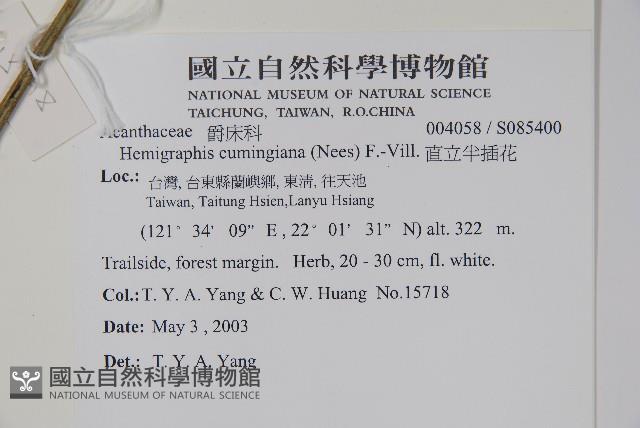 國立自然科學博物館
NATIONAL MUSEUM OF NATURAL SCIENCE
TAICHUNG, TAIWAN, R.O.CHINA
Acanthaceae 爵床科 004058 / S085400
Hemigraphis cumingiana (Nees) F.-Vill. 直立半插花
Loc.: 台灣, 台東縣蘭嶼鄉, 東清, 往天池
Taiwan, Taitung Hsien,Lanyu Hsiang
(121° 34' 09" E , 22° 01' 31" N) alt. 322 m.
Trailside, forest margin. Herb, 20 - 30 cm, fl. white.
Col.: T. Y. A. Yang & C. W. Huang No.15718
Date: May 3 , 2003
Det.: T. Y. A. Yang
國立自然科學博物館
NATIONAL MUSEUM OF NATURAL SCIENCE